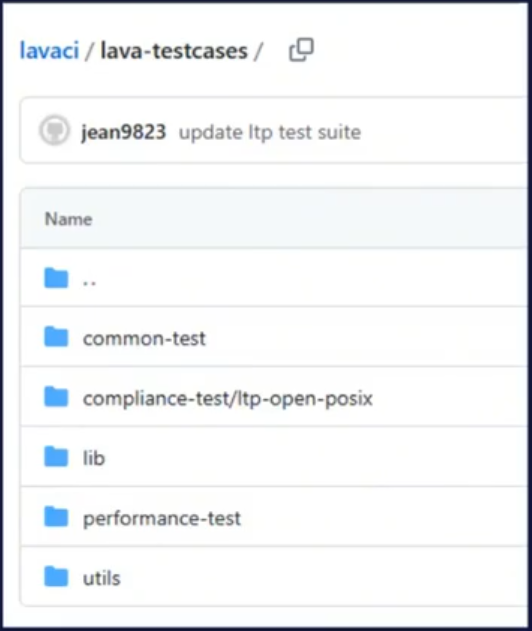 lavaci / lava-testcases /
jean9823 update ltp test suite
Name
..
common-test
compliance-test/ltp-open-posix
lib
performance-test
utils